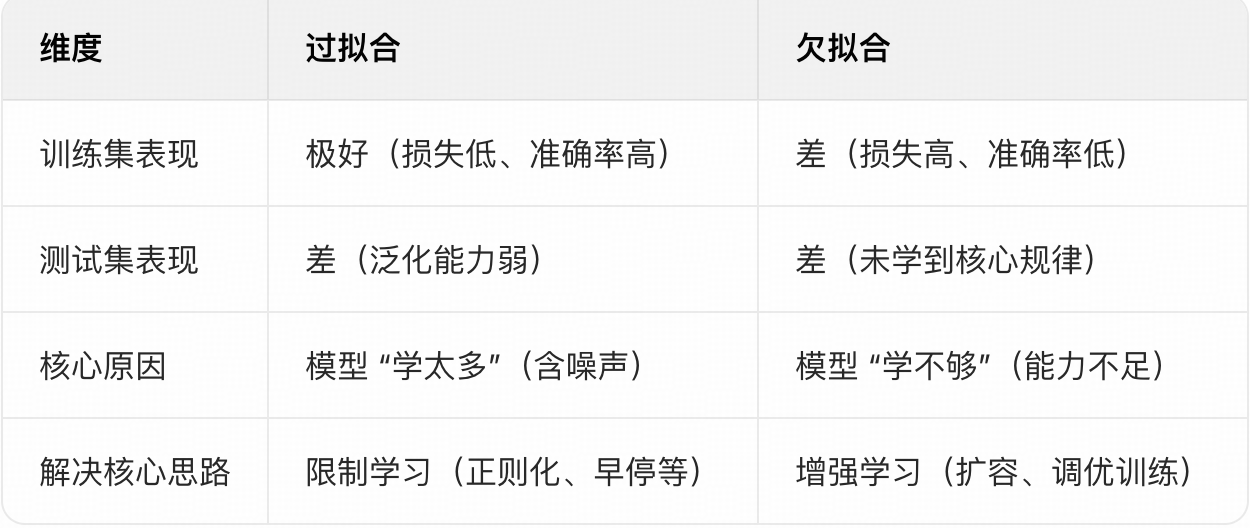 维度 过拟合 欠拟合
训练集表现 极好（损失低、准确率高） 差（损失高、准确率低）
测试集表现 差（泛化能力弱） 差（未学到核心规律）
核心原因 模型 “学太多”（含噪声） 模型 “学不够”（能力不足）
解决核心思路 限制学习（正则化、早停等） 增强学习（扩容、调优训练）